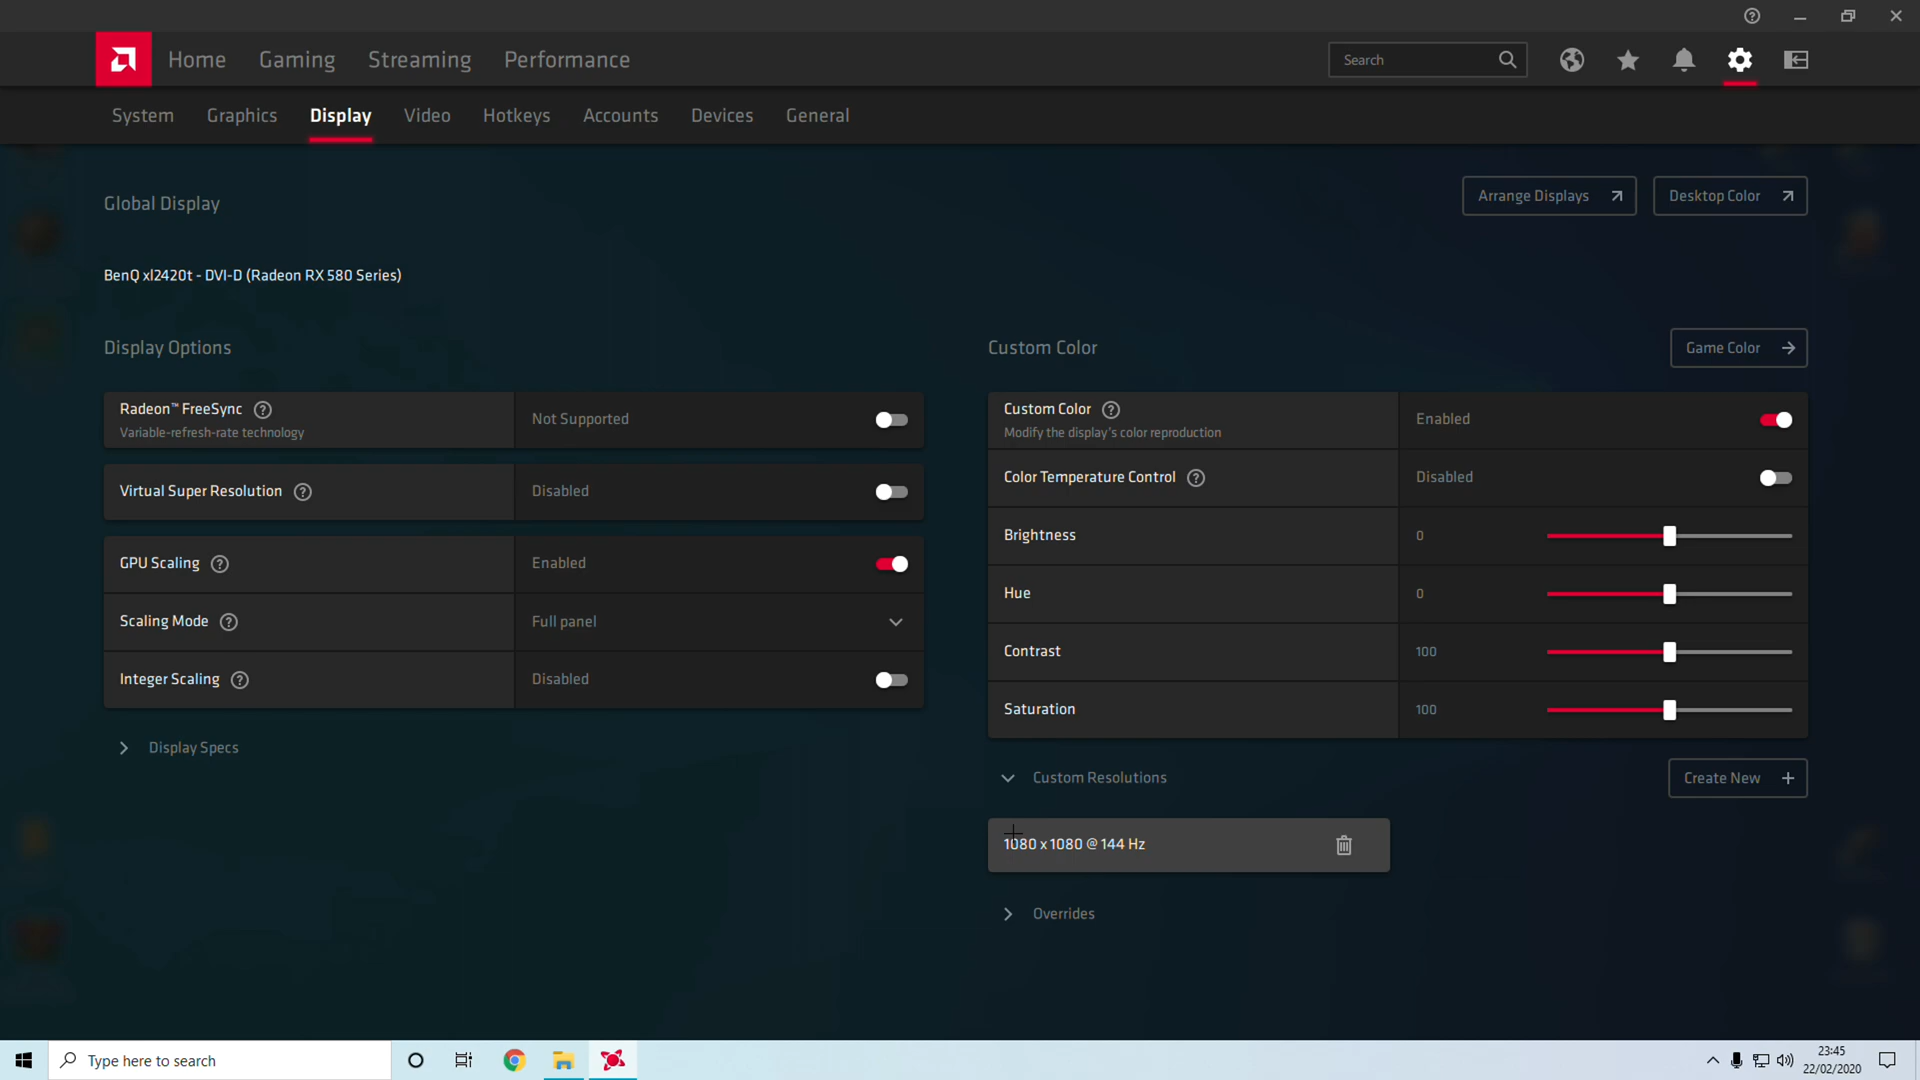 Home Gaming Streaming Performance Search
System Graphics Display Video Hotkeys Accounts Devices General
Global Display
Arrange Displays
Desktop Color
BenQ xl2420t - DVI-D (Radeon RX 580 Series)
Display Options
Radeon™ FreeSync
Variable-refresh-rate technology
Not Supported
Virtual Super Resolution
Disabled
GPU Scaling
Enabled
Scaling Mode
Full panel
Integer Scaling
Disabled
Display Specs
Custom Color
Game Color
Custom Color
Modify the display's color reproduction
Enabled
Color Temperature Control
Disabled
Brightness
0
Hue
0
Contrast
100
Saturation
100
Custom Resolutions
Create New
1080 x 1080 @ 144 Hz
Overrides
Type here to search
23:45
22/02/2020